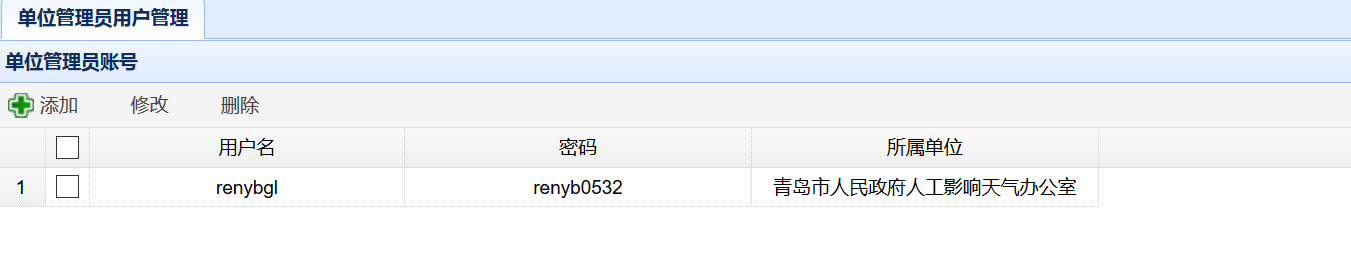 单位管理员用户管理
单位管理员账号
添加 修改 删除
用户名 密码 所属单位
1 renybgl renyb0532 青岛市人民政府人工影响天气办公室